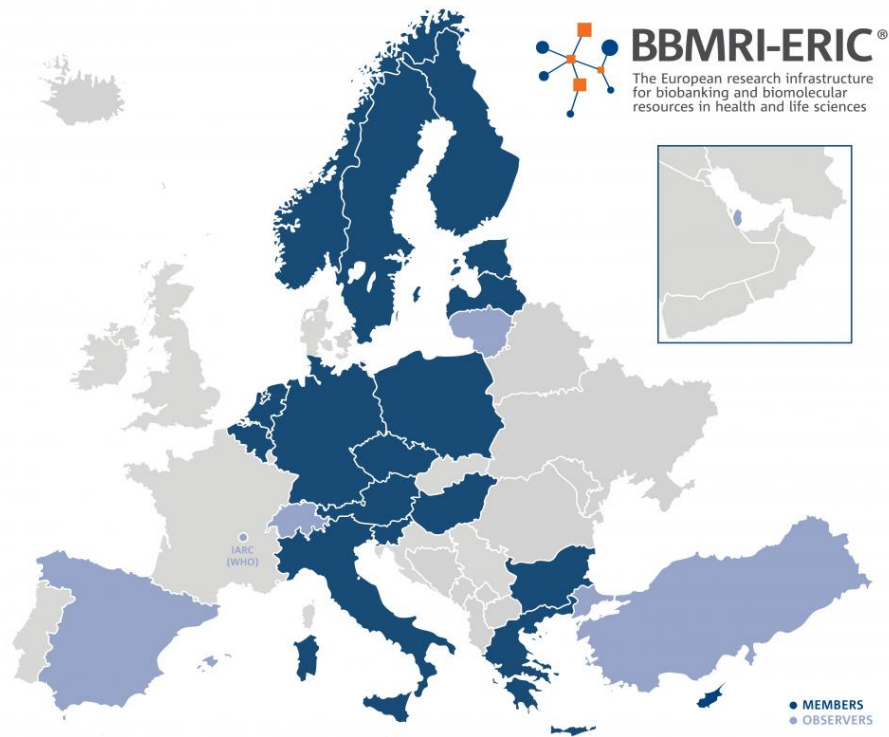 BBMRI-ERIC®
The European research infrastructure
for biobanking and biomolecular
resources in health and life sciences
IARC
(WHO)
MEMBERS
OBSERVERS